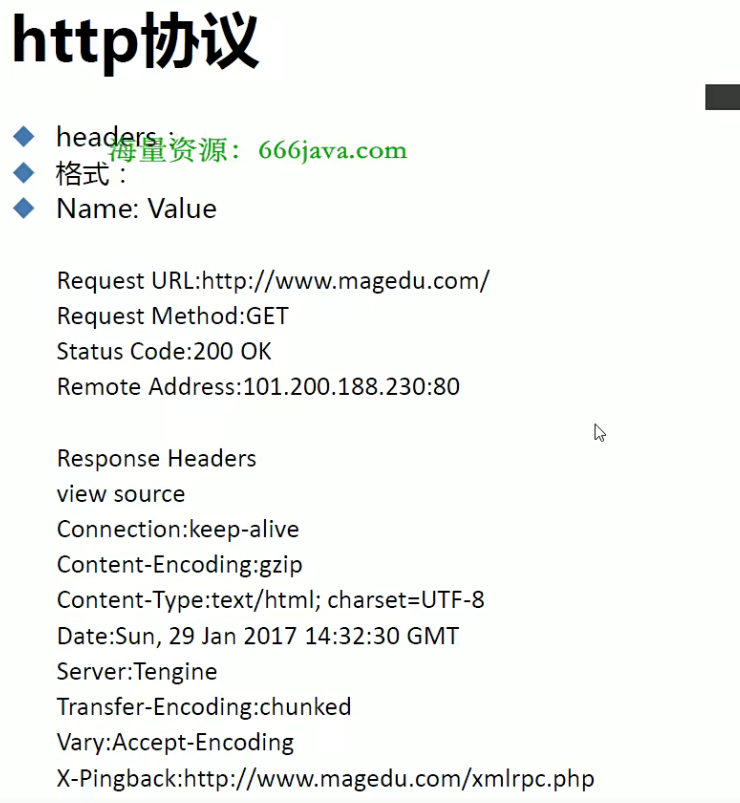 http协议
headers：
海量资源：666java.com
格式：
Name: Value
Request URL:http://www.magedu.com/
Request Method:GET
Status Code:200 OK
Remote Address:101.200.188.230:80
Response Headers
view source
Connection:keep-alive
Content-Encoding:gzip
Content-Type:text/html; charset=UTF-8
Date:Sun, 29 Jan 2017 14:32:30 GMT
Server:Tengine
Transfer-Encoding:chunked
Vary:Accept-Encoding
X-Pingback:http://www.magedu.com/xmlrpc.php